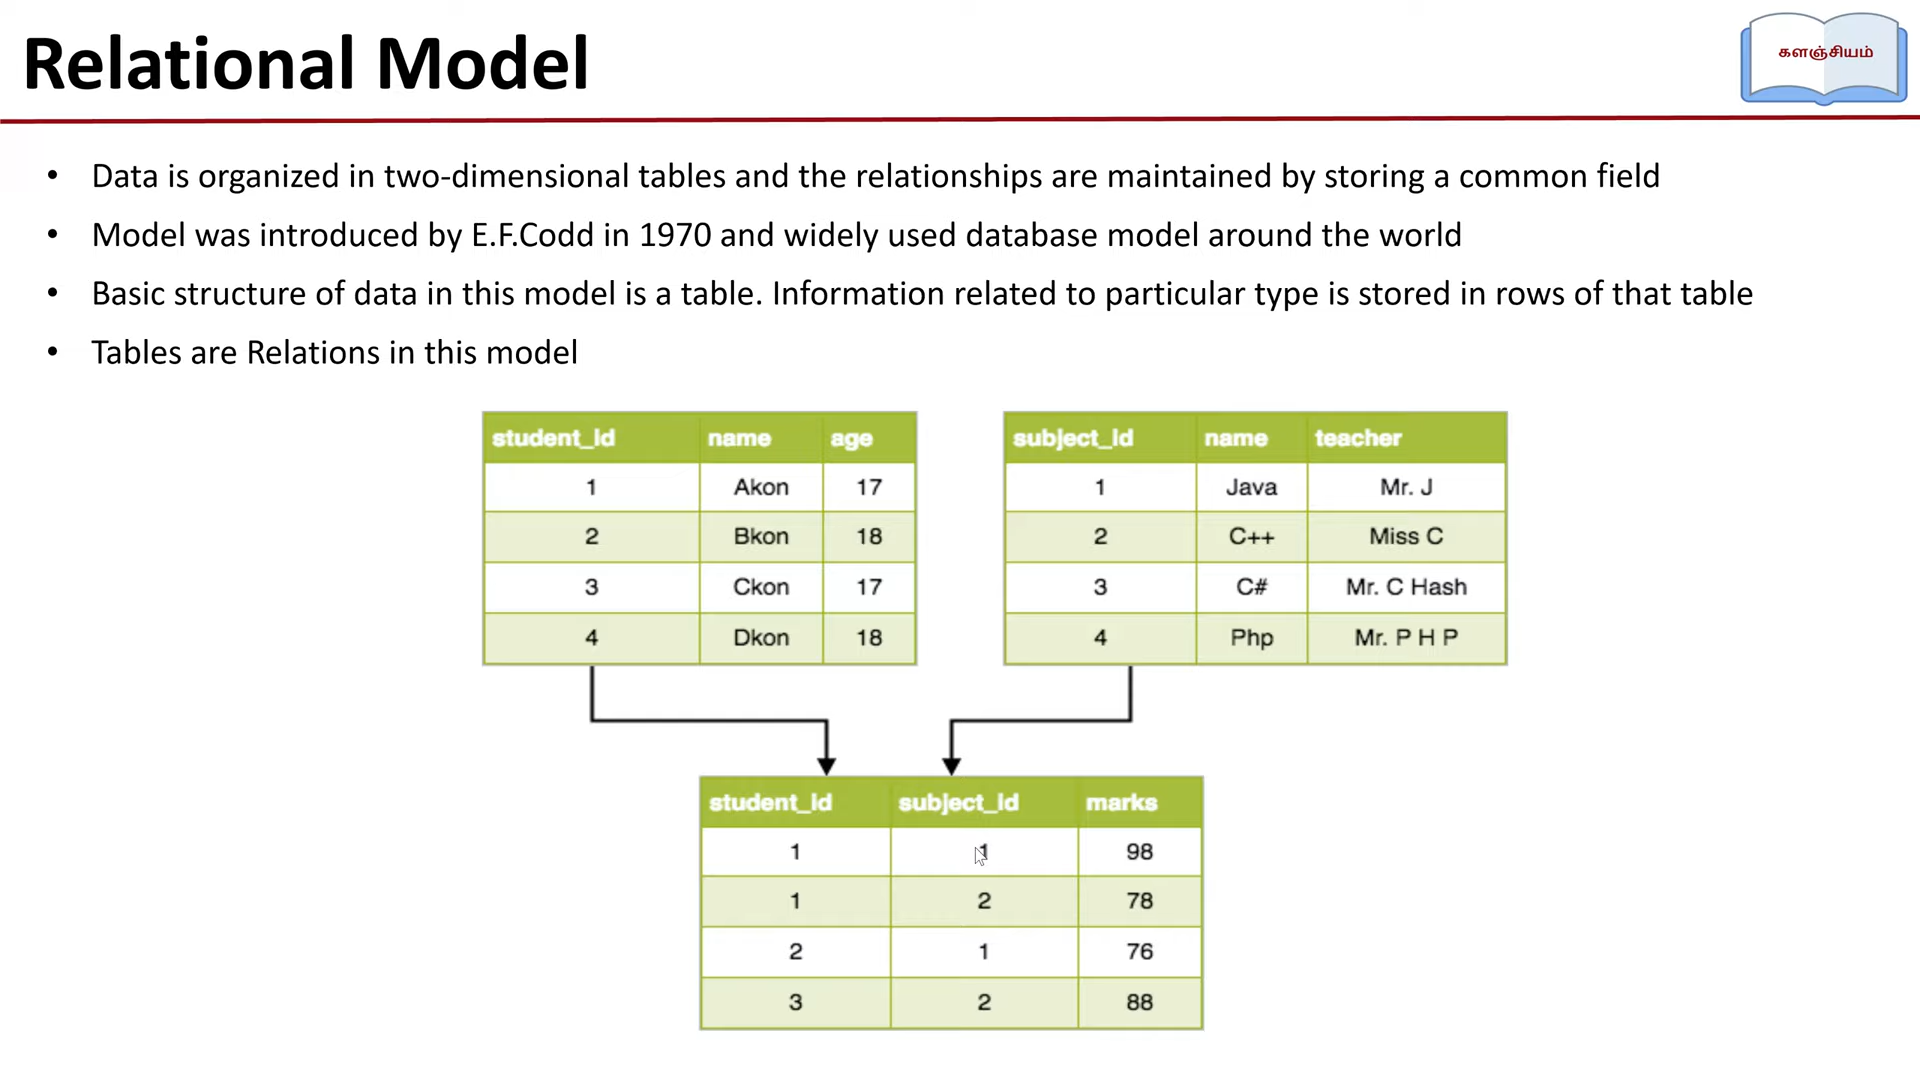 Relational Model
களஞ்சியம்
• Data is organized in two-dimensional tables and the relationships are maintained by storing a common field
• Model was introduced by E.F.Codd in 1970 and widely used database model around the world
• Basic structure of data in this model is a table. Information related to particular type is stored in rows of that table
• Tables are Relations in this model
student_id name age
1 Akon 17
2 Bkon 18
3 Ckon 17
4 Dkon 18
subject_id name teacher
1 Java Mr. J
2 C++ Miss C
3 C# Mr. C Hash
4 Php Mr. P H P
student_id subject_id marks
1 1 98
1 2 78
2 1 76
3 2 88